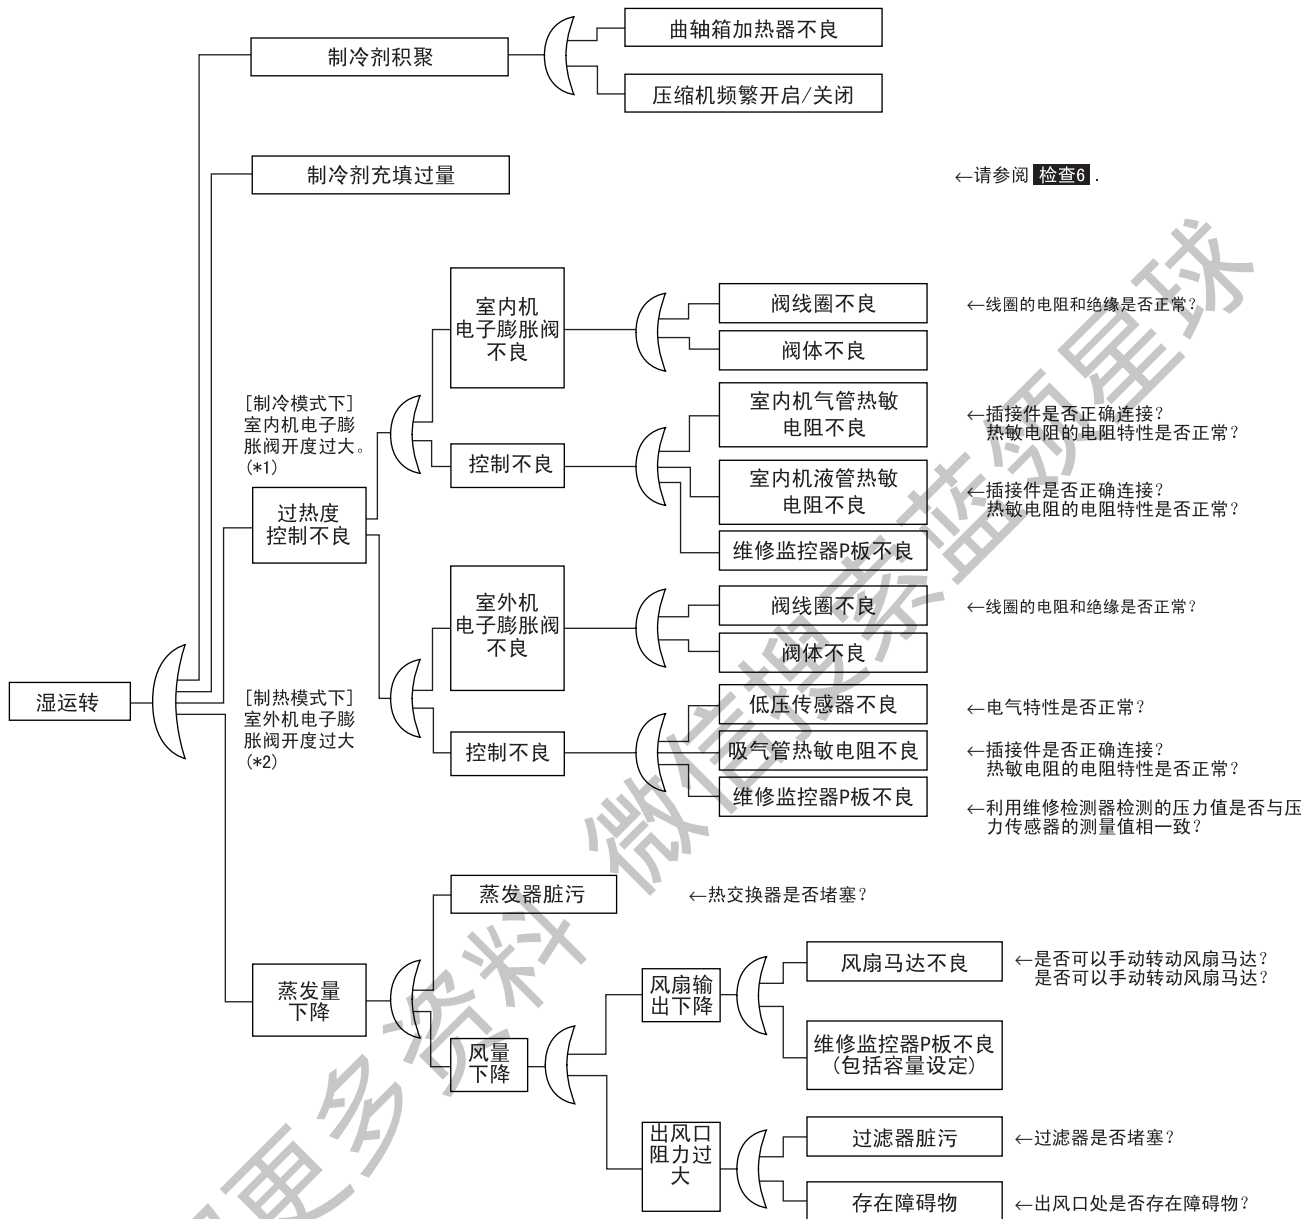 曲轴箱加热器不良
制冷剂积聚
压缩机频繁开启/关闭
制冷剂充填过量
←请参阅 检查6 .
室内机
电子膨胀阀
不良
阀线圈不良
←线圈的电阻和绝缘是否正常？
阀体不良
[制冷模式下]
室内机电子膨
胀阀开度过大。
(*1)
室内机气管热敏
电阻不良
←插接件是否正确连接？
热敏电阻的电阻特性是否正常？
控制不良
室内机液管热敏
电阻不良
←插接件是否正确连接？
热敏电阻的电阻特性是否正常？
过热度
控制不良
维修监控器P板不良
室外机
电子膨胀阀
不良
阀线圈不良
←线圈的电阻和绝缘是否正常？
阀体不良
湿运转
[制热模式下]
室外机电子膨
胀阀开度过大
(*2)
低压传感器不良
←电气特性是否正常？
控制不良
吸气管热敏电阻不良
←插接件是否正确连接？
热敏电阻的电阻特性是否正常？
维修监控器P板不良
←利用维修检测器检测的压力值是否与压
力传感器的测量值相一致？
蒸发器脏污
←热交换器是否堵塞？
蒸发量
下降
风扇输
出下降
风扇马达不良
←是否可以手动转动风扇马达？
是否可以手动转动风扇马达？
风量
下降
维修监控器P板不良
(包括容量设定)
出风口
阻力过
大
过滤器脏污
←过滤器是否堵塞？
存在障碍物
←出风口处是否存在障碍物？
更多资料 微信搜索蓝领星球